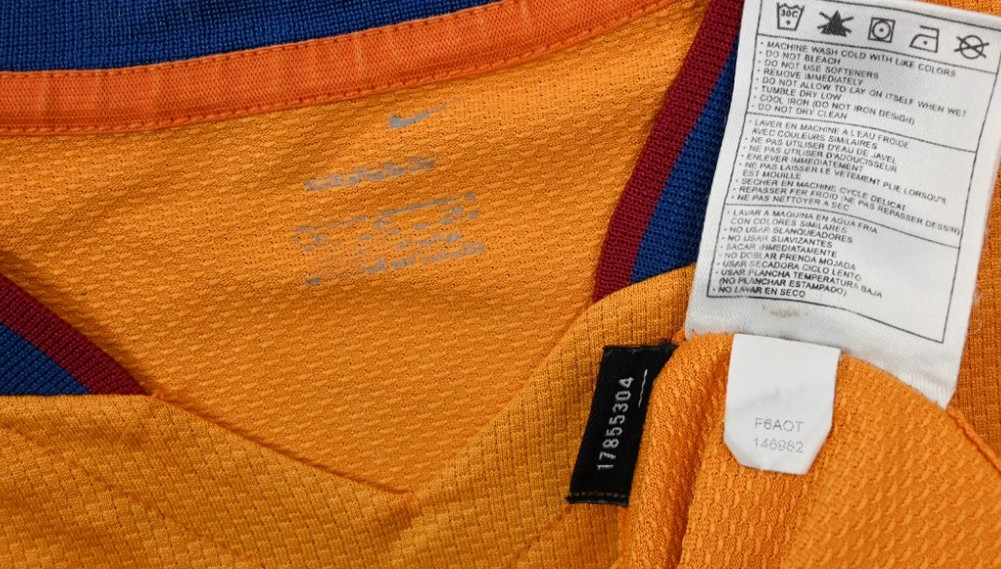 30C
• MACHINE WASH COLD WITH LIKE COLORS
• DO NOT BLEACH
• DO NOT USE SOFTENERS
• REMOVE IMMEDIATELY
• DO NOT ALLOW TO LAY ON ITSELF WHEN WET
• TUMBLE DRY LOW
• COOL IRON (DO NOT IRON DESIGN)
• DO NOT DRY CLEAN
• LAVER EN MACHINE A L'EAU FROIDE
AVEC COULEURS SIMILAIRES
• NE PAS UTILISER D'EAU DE JAVEL
• NE PAS UTILISER D'ADOUCISSEUR
• ENLEVER IMMEDIATEMENT
• NE PAS LAISSER LE VETEMENT PLIE LORSQU'IL
EST MOUILLE
• SECHER EN MACHINE CYCLE DELICAT
• REPASSER FER FROID (NE PAS REPASSER DESSIN)
• NE PAS NETTOYER A SEC
• LAVAR A MAQUINA EN AGUA FRIA
CON COLORES SIMILARES
• NO USAR BLANQUEADORES
• NO USAR SUAVIZANTES
• SACAR INMEDIATAMENTE
• NO DOBLAR PRENDA MOJADA
• USAR SECADORA CICLO LENTO
• USAR PLANCHA TEMPERATURA BAJA
(NO PLANCHAR ESTAMPADO)
• NO LAVAR EN SECO
17855304
F6AOT
146982